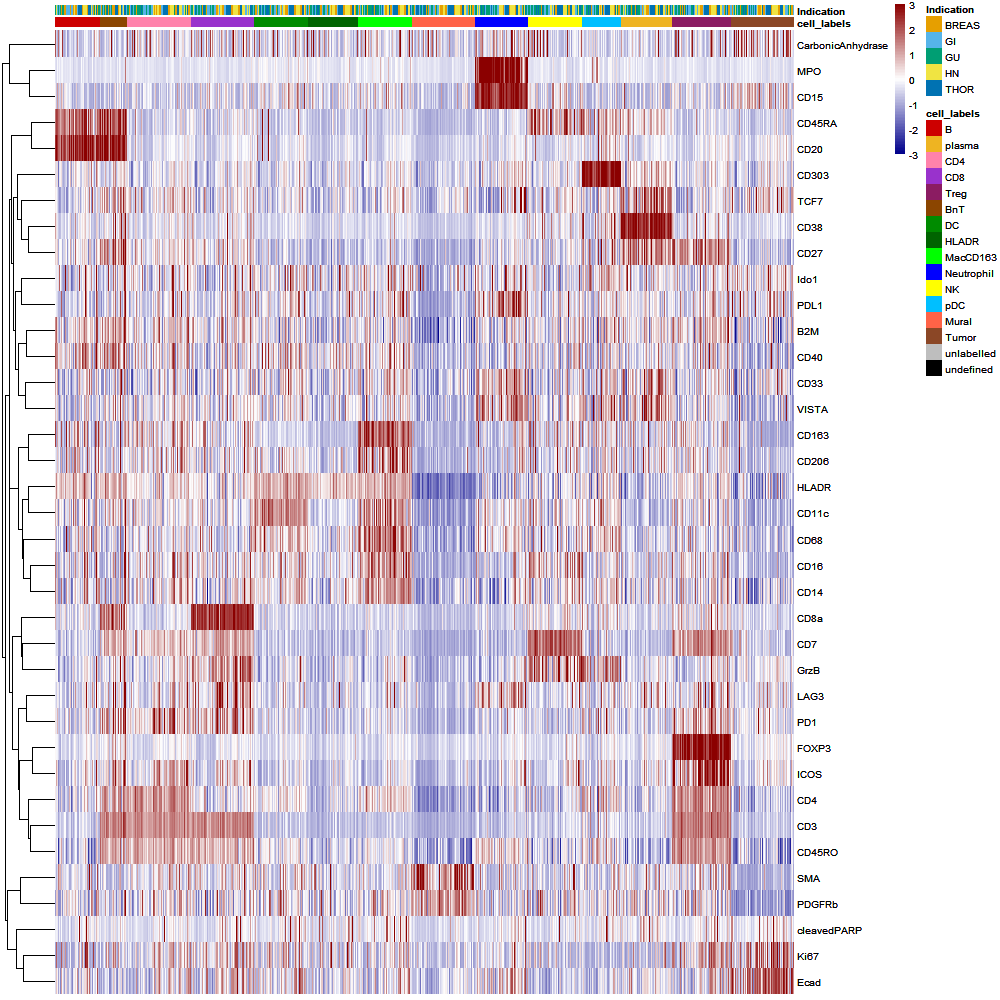 Indication
cell_labels
CarbonicAnhydrase
MPO
CD15
CD45RA
CD20
CD303
TCF7
CD38
CD27
Ido1
PDL1
B2M
CD40
CD33
VISTA
CD163
CD206
HLADR
CD11c
CD68
CD16
CD14
CD8a
CD7
GrzB
LAG3
PD1
FOXP3
ICOS
CD4
CD3
CD45RO
SMA
PDGFRb
cleavedPARP
Ki67
Ecad
3
2
1
0
-1
-2
-3
Indication
BREAS
GI
GU
HN
THOR
cell_labels
B
plasma
CD4
CD8
Treg
BnT
DC
HLADR
MacCD163
Neutrophil
NK
pDC
Mural
Tumor
unlabelled
undefined